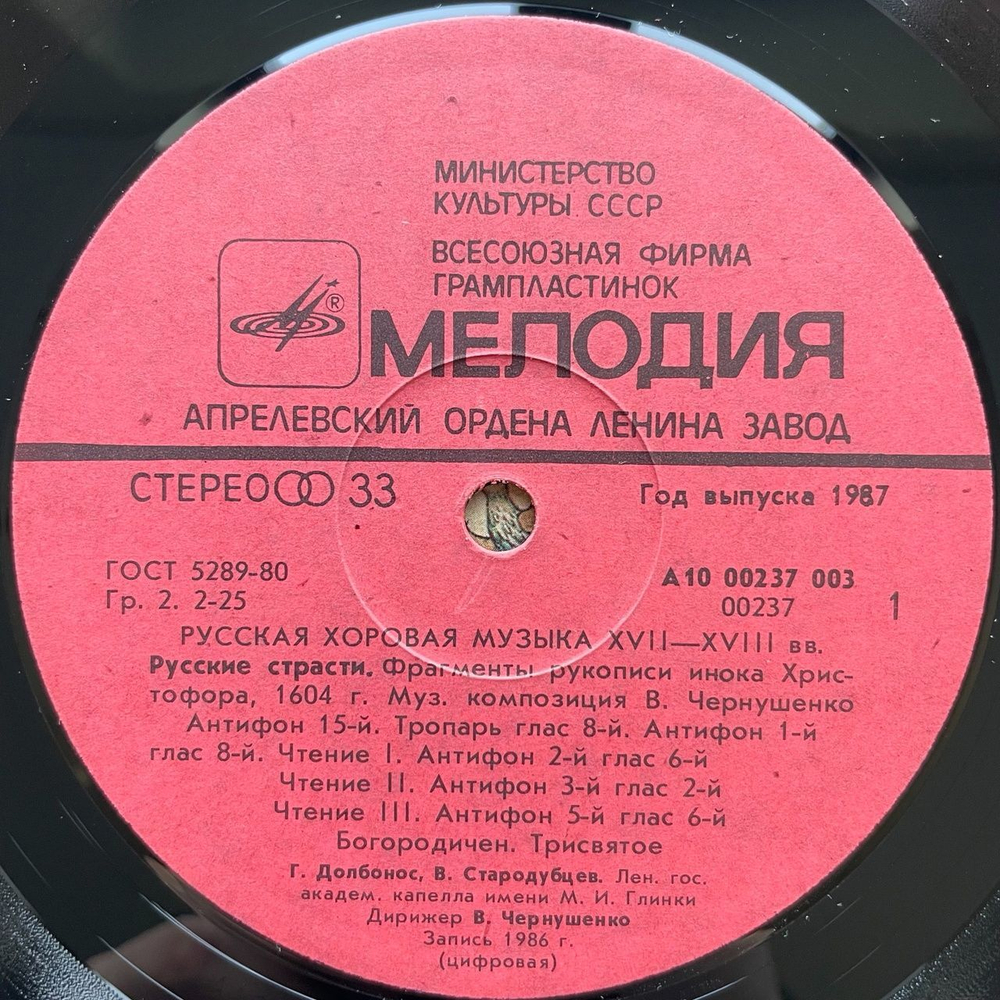 МИНИСТЕРСТВО
КУЛЬТУРЫ СССР
ВСЕСОЮЗНАЯ ФИРМА
ГРАМПЛАСТИНОК
®
МЕЛОДИЯ
АПРЕЛЕВСКИЙ ОРДЕНА ЛЕНИНА ЗАВОД
СТЕРЕО 33
Год выпуска 1987
ГОСТ 5289-80
Гр. 2. 2-25
А10 00237 003
00237
1
РУССКАЯ ХОРОВАЯ МУЗЫКА XVII—XVIII вв.
Русские страсти. Фрагменты рукописи инока Хрис-
тофора, 1604 г. Муз. композиция В. Чернушенко
Антифон 15-й. Тропарь глас 8-й. Антифон 1-й
глас 8-й. Чтение I. Антифон 2-й глас 6-й
Чтение II. Антифон 3-й глас 2-й
Чтение III. Антифон 5-й глас 6-й
Богородичен. Трисвятое
Г. Долбонос, В. Стародубцев. Лен. гос.
академ. капелла имени М. И. Глинки
Дирижер В. Чернушенко
Запись 1986 г.
(цифровая)